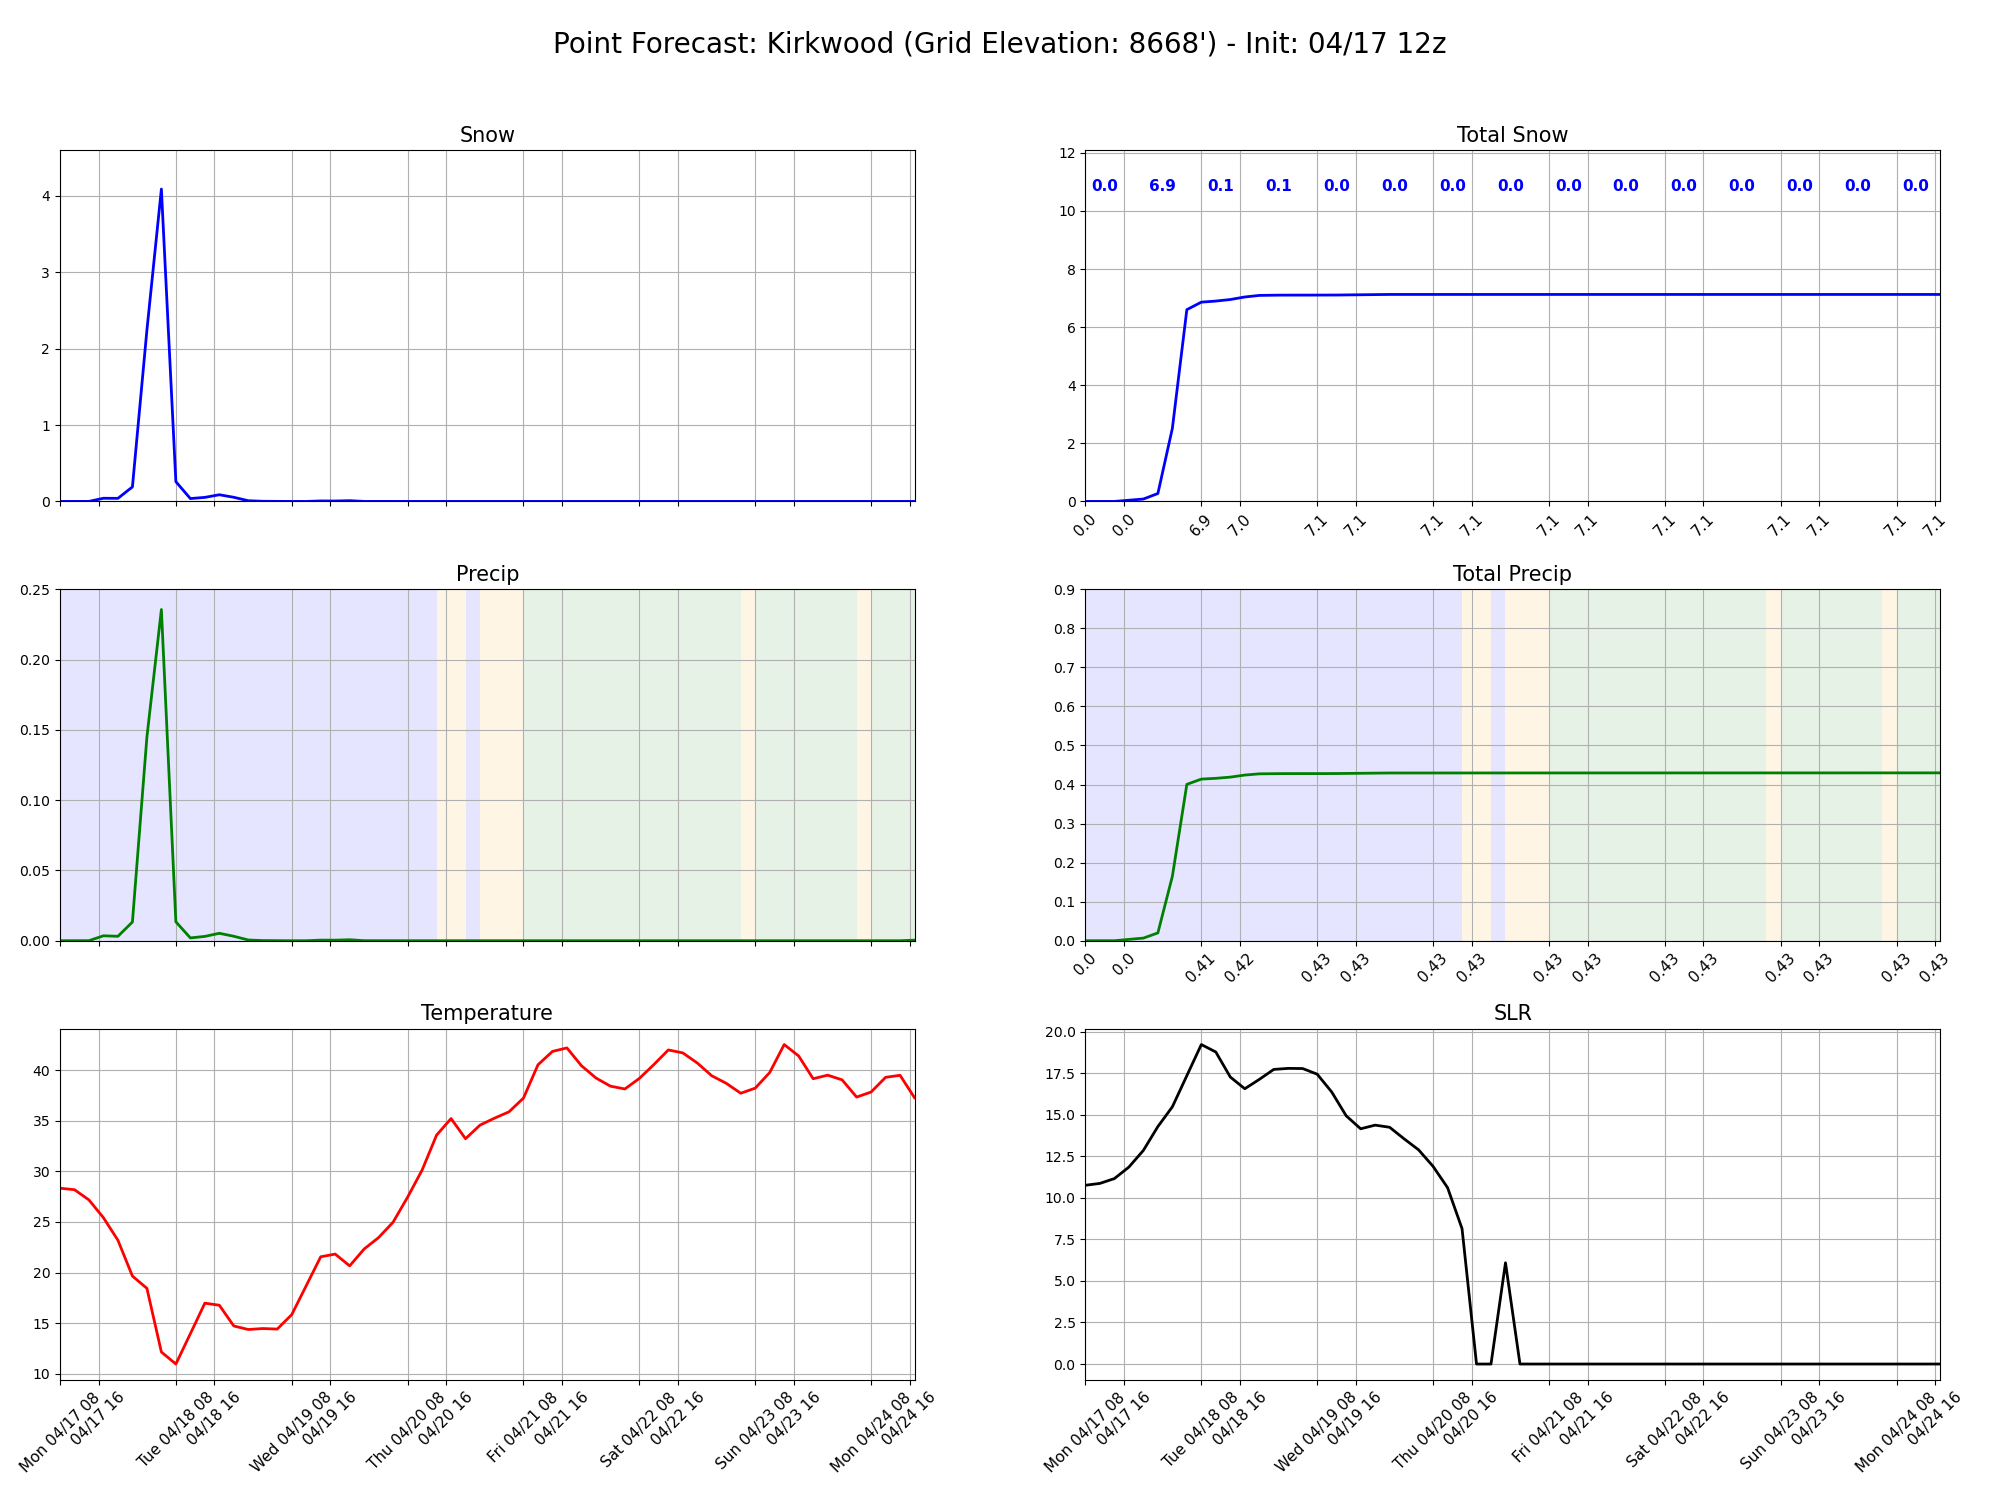 Point Forecast: Kirkwood (Grid Elevation: 8668') - Init: 04/17 12z
Snow
4
3
2
1
0
Total Snow
12
10
8
6
4
2
0
0.0 6.9 0.1 0.1 0.0 0.0 0.0 0.0 0.0 0.0 0.0 0.0 0.0 0.0 0.0
0.0 0.0 6.9 7.0 7.1 7.1 7.1 7.1 7.1 7.1 7.1 7.1 7.1 7.1 7.1 7.1
Precip
0.25
0.20
0.15
0.10
0.05
0.00
Total Precip
0.9
0.8
0.7
0.6
0.5
0.4
0.3
0.2
0.1
0.0
0.0 0.0 0.41 0.42 0.43 0.43 0.43 0.43 0.43 0.43 0.43 0.43 0.43 0.43 0.43 0.43
Temperature
40
35
30
25
20
15
10
Mon 04/17 08
04/17 16
Tue 04/18 08
04/18 16
Wed 04/19 08
04/19 16
Thu 04/20 08
04/20 16
Fri 04/21 08
04/21 16
Sat 04/22 08
04/22 16
Sun 04/23 08
04/23 16
Mon 04/24 08
04/24 16
SLR
20.0
17.5
15.0
12.5
10.0
7.5
5.0
2.5
0.0
Mon 04/17 08
04/17 16
Tue 04/18 08
04/18 16
Wed 04/19 08
04/19 16
Thu 04/20 08
04/20 16
Fri 04/21 08
04/21 16
Sat 04/22 08
04/22 16
Sun 04/23 08
04/23 16
Mon 04/24 08
04/24 16